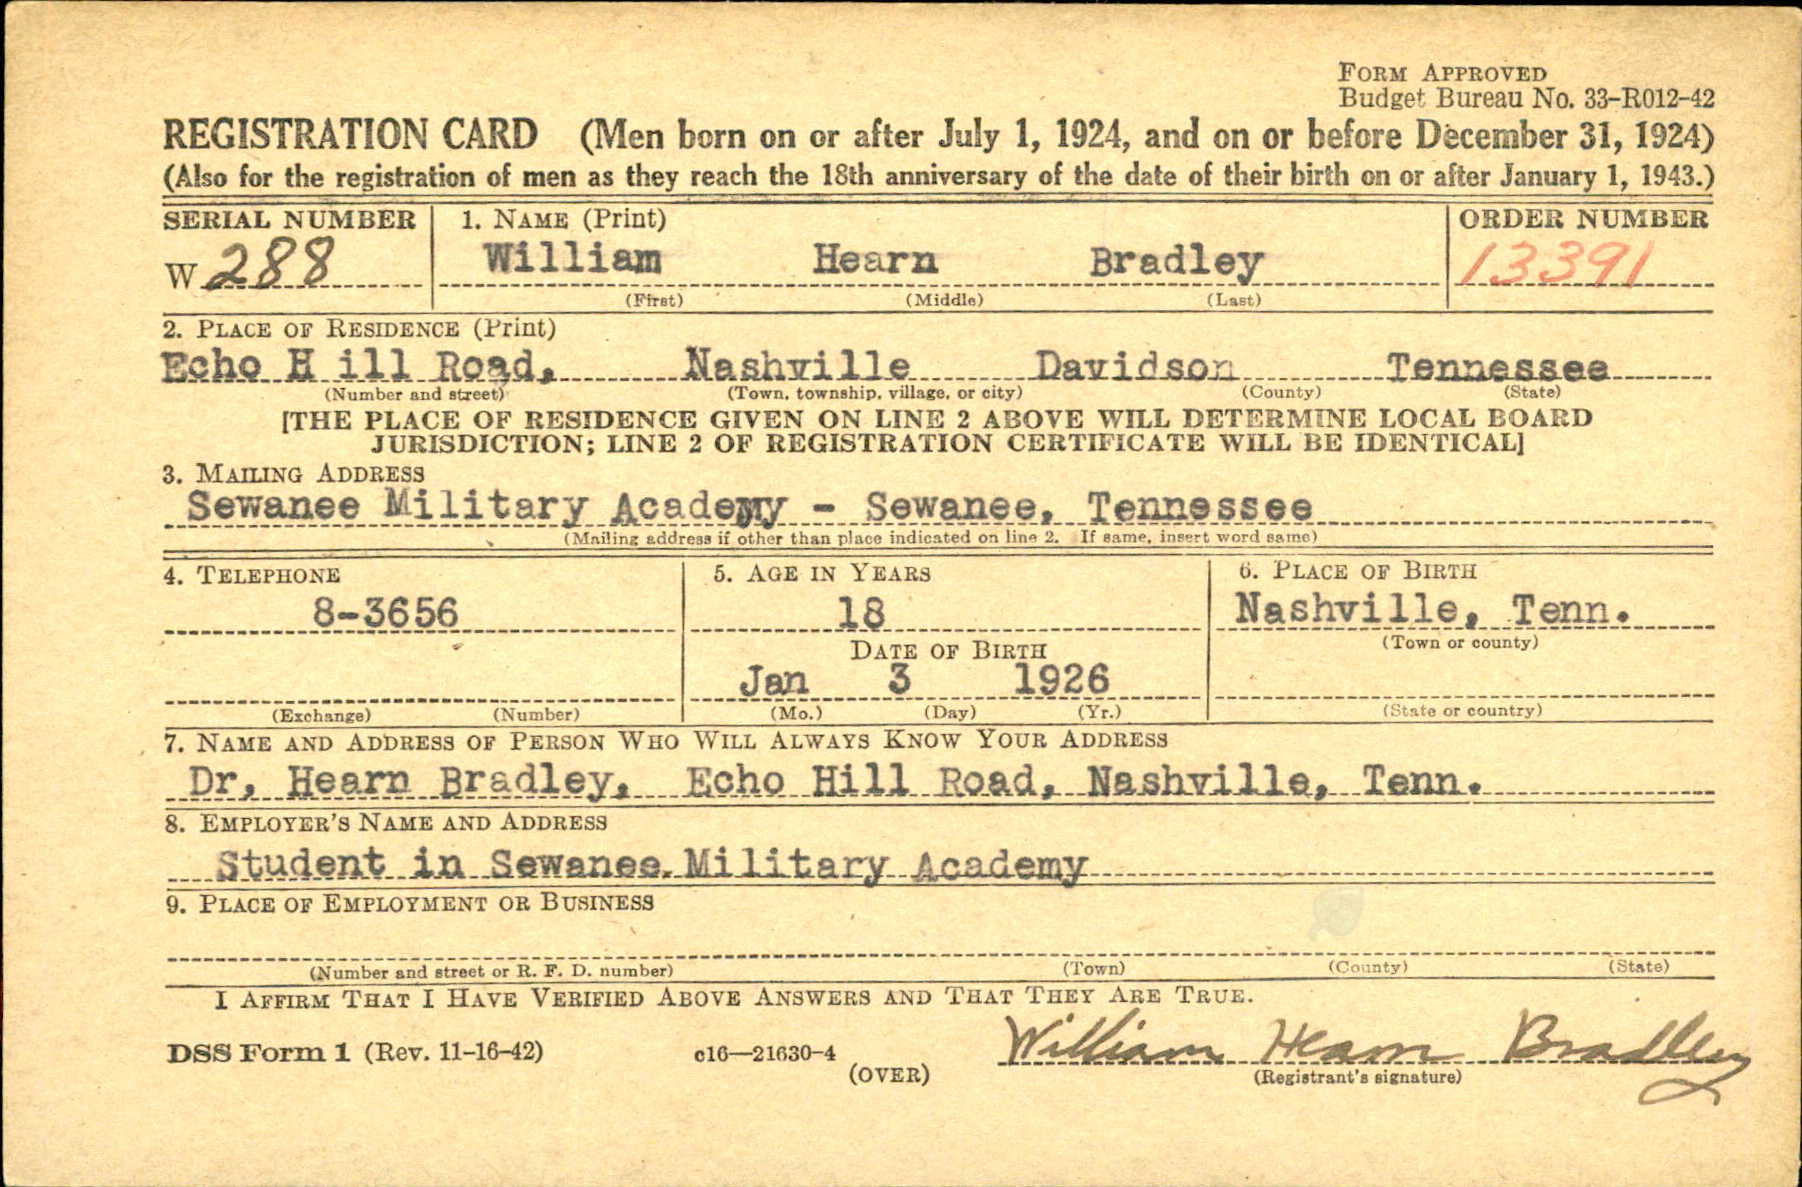 FORM APPROVED
Budget Bureau No. 33-R012-42
REGISTRATION CARD (Men born on or after July 1, 1924, and on or before December 31, 1924)
(Also for the registration of men as they reach the 18th anniversary of the date of their birth on or after January 1, 1943.)
SERIAL NUMBER 1. NAME (Print) ORDER NUMBER
W 288 William Hearn Bradley 13391
(First) (Middle) (Last)
2. PLACE OF RESIDENCE (Print)
Echo H ill Road, Nashville Davidson Tennessee
(Number and street) (Town, township, village, or city) (County) (State)
[THE PLACE OF RESIDENCE GIVEN ON LINE 2 ABOVE WILL DETERMINE LOCAL BOARD
JURISDICTION; LINE 2 OF REGISTRATION CERTIFICATE WILL BE IDENTICAL]
3. MAILING ADDRESS
Sewanee Military Academy - Sewanee, Tennessee
(Mailing address if other than place indicated on line 2. If same, insert word same)
4. TELEPHONE 5. AGE IN YEARS 6. PLACE OF BIRTH
8-3656 18 Nashville, Tenn.
DATE OF BIRTH (Town or county)
Jan 3 1926
(Exchange) (Number) (Mo.) (Day) (Yr.) (State or country)
7. NAME AND ADDRESS OF PERSON WHO WILL ALWAYS KNOW YOUR ADDRESS
Dr, Hearn Bradley, Echo Hill Road, Nashville, Tenn.
8. EMPLOYER'S NAME AND ADDRESS
Student in Sewanee Military Academy
9. PLACE OF EMPLOYMENT OR BUSINESS
(Number and street or R. F. D. number) (Town) (County) (State)
I AFFIRM THAT I HAVE VERIFIED ABOVE ANSWERS AND THAT THEY ARE TRUE.
DSS Form 1 (Rev. 11-16-42) c16—21630-4 William Hearn Bradley
(OVER) (Registrant's signature)